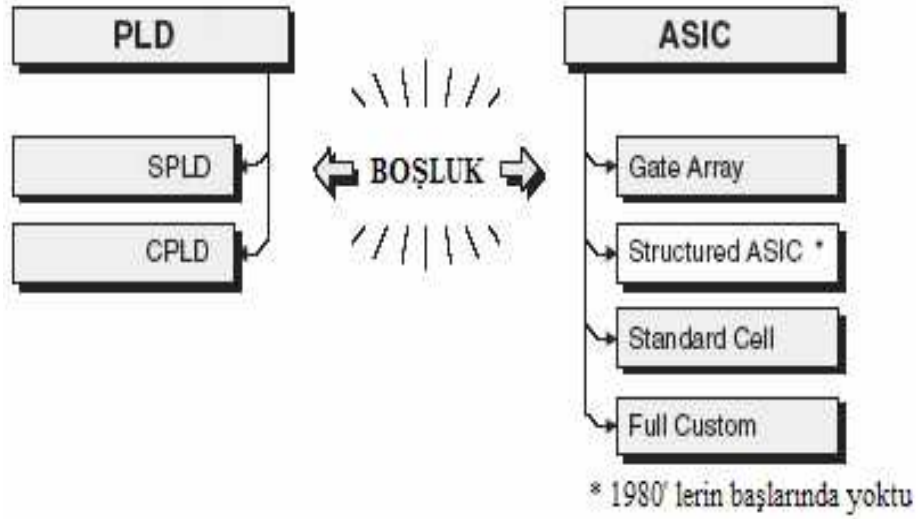 PLD
SPLD
CPLD
BOŞLUK
ASIC
Gate Array
Structured ASIC *
Standard Cell
Full Custom
* 1980' lerin başlarında yoktu